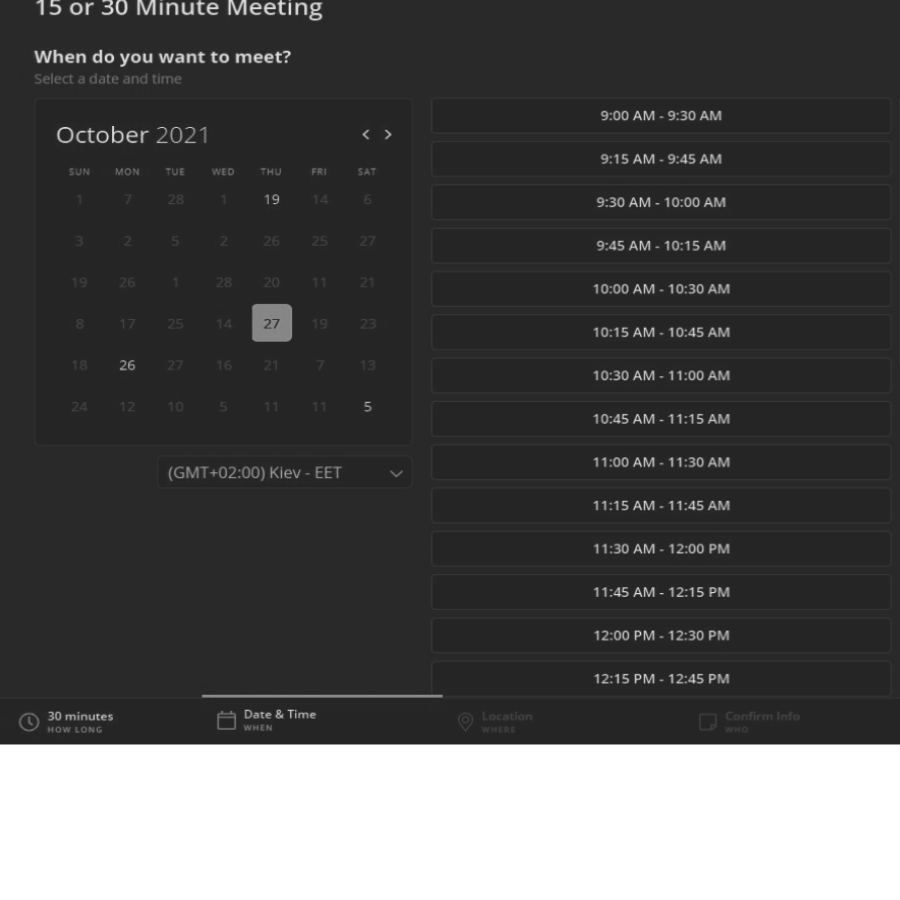 15 or 30 Minute Meeting
When do you want to meet?
Select a date and time
October 2021 < >
SUN MON TUE WED THU FRI SAT
1 7 28 1 19 14 6
3 2 5 2 26 25 27
19 26 1 28 20 11 21
8 17 25 14 27 19 23
18 26 27 16 21 7 13
24 12 10 5 11 11 5
(GMT+02:00) Kiev - EET
9:00 AM - 9:30 AM
9:15 AM - 9:45 AM
9:30 AM - 10:00 AM
9:45 AM - 10:15 AM
10:00 AM - 10:30 AM
10:15 AM - 10:45 AM
10:30 AM - 11:00 AM
10:45 AM - 11:15 AM
11:00 AM - 11:30 AM
11:15 AM - 11:45 AM
11:30 AM - 12:00 PM
11:45 AM - 12:15 PM
12:00 PM - 12:30 PM
12:15 PM - 12:45 PM
30 minutes
HOW LONG
Date & Time
WHEN
Location
WHERE
Confirm Info
WHO